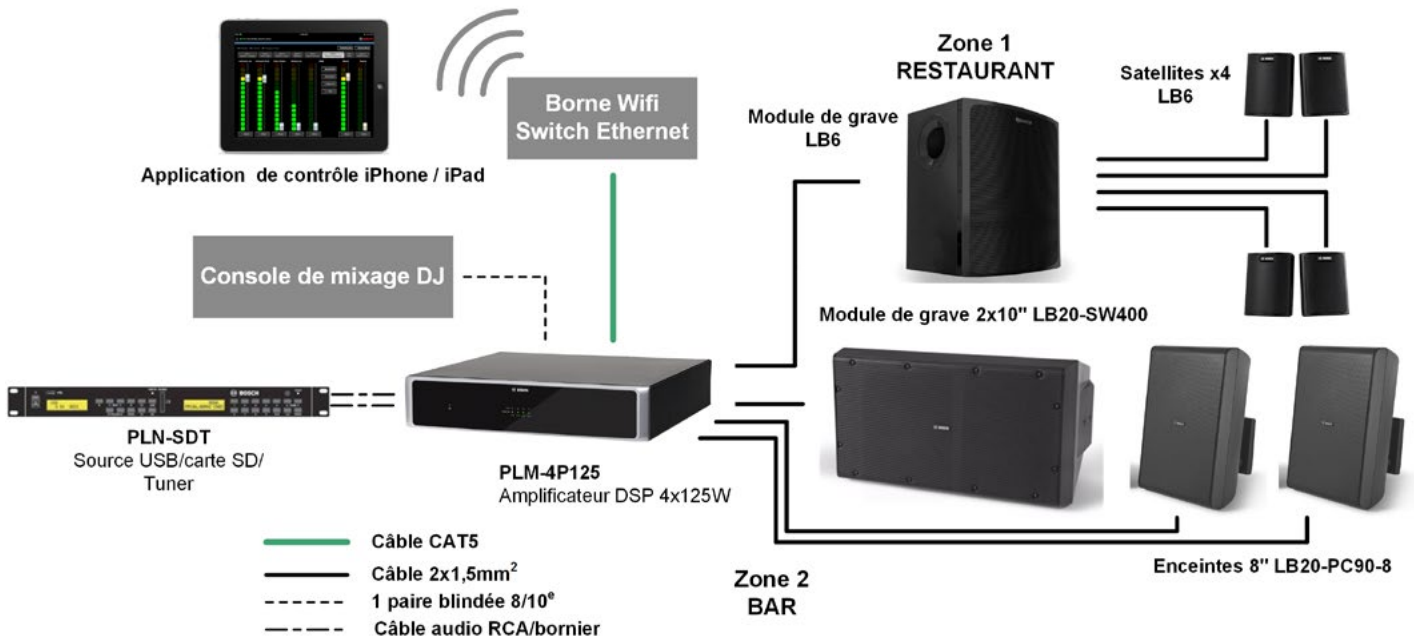 Application de contrôle iPhone / iPad
Borne Wifi
Switch Ethernet
Console de mixage DJ
BOSCH
PLN-SDT
Source USB/carte SD/
Tuner
PLM-4P125
Amplificateur DSP 4x125W
Zone 1
RESTAURANT
Module de grave
LB6
Satellites x4
LB6
Module de grave 2x10" LB20-SW400
Enceintes 8" LB20-PC90-8
Zone 2
BAR
Câble CAT5
Câble 2x1,5mm²
1 paire blindée 8/10ᵉ
Câble audio RCA/bornier